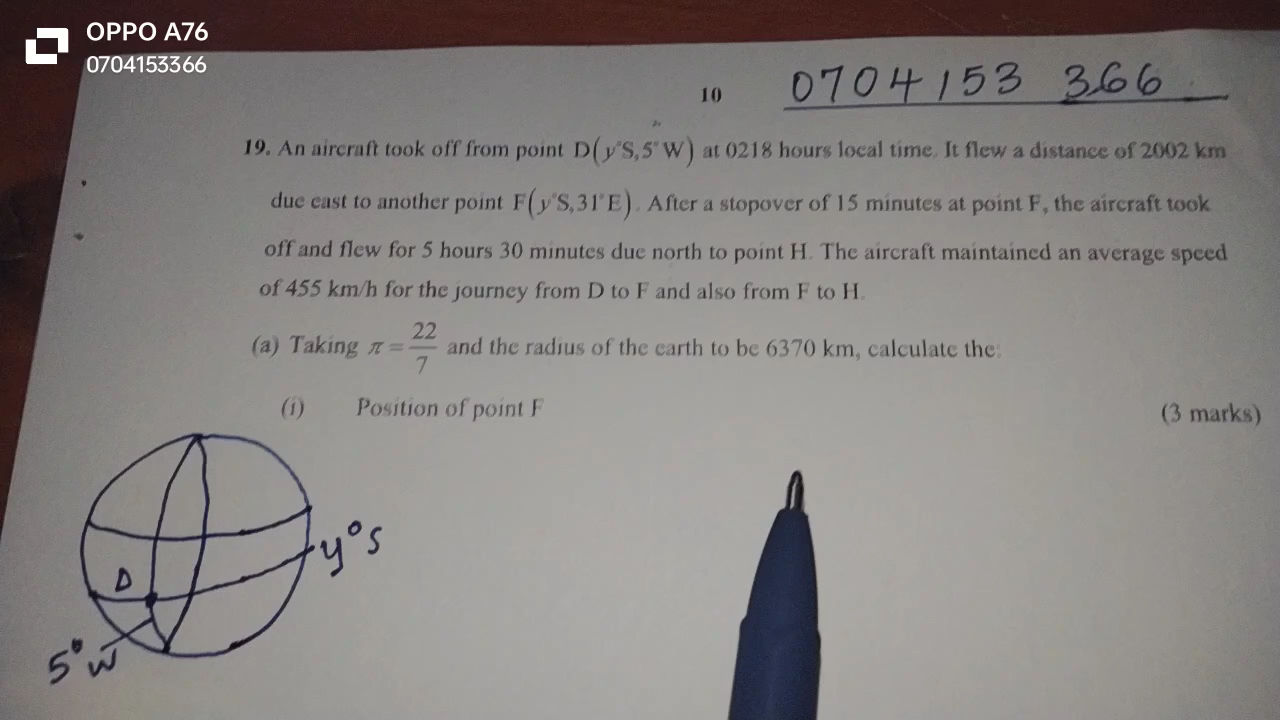 OPPO A76
0704153366
10 0704153 366
19. An aircraft took off from point D(y°S,5°W) at 0218 hours local time. It flew a distance of 2002 km
due east to another point F(y°S,31°E). After a stopover of 15 minutes at point F, the aircraft took
off and flew for 5 hours 30 minutes due north to point H. The aircraft maintained an average speed
of 455 km/h for the journey from D to F and also from F to H.
(a) Taking π = 22/7 and the radius of the earth to be 6370 km, calculate the:
(i) Position of point F (3 marks)
y°S
D
5°W